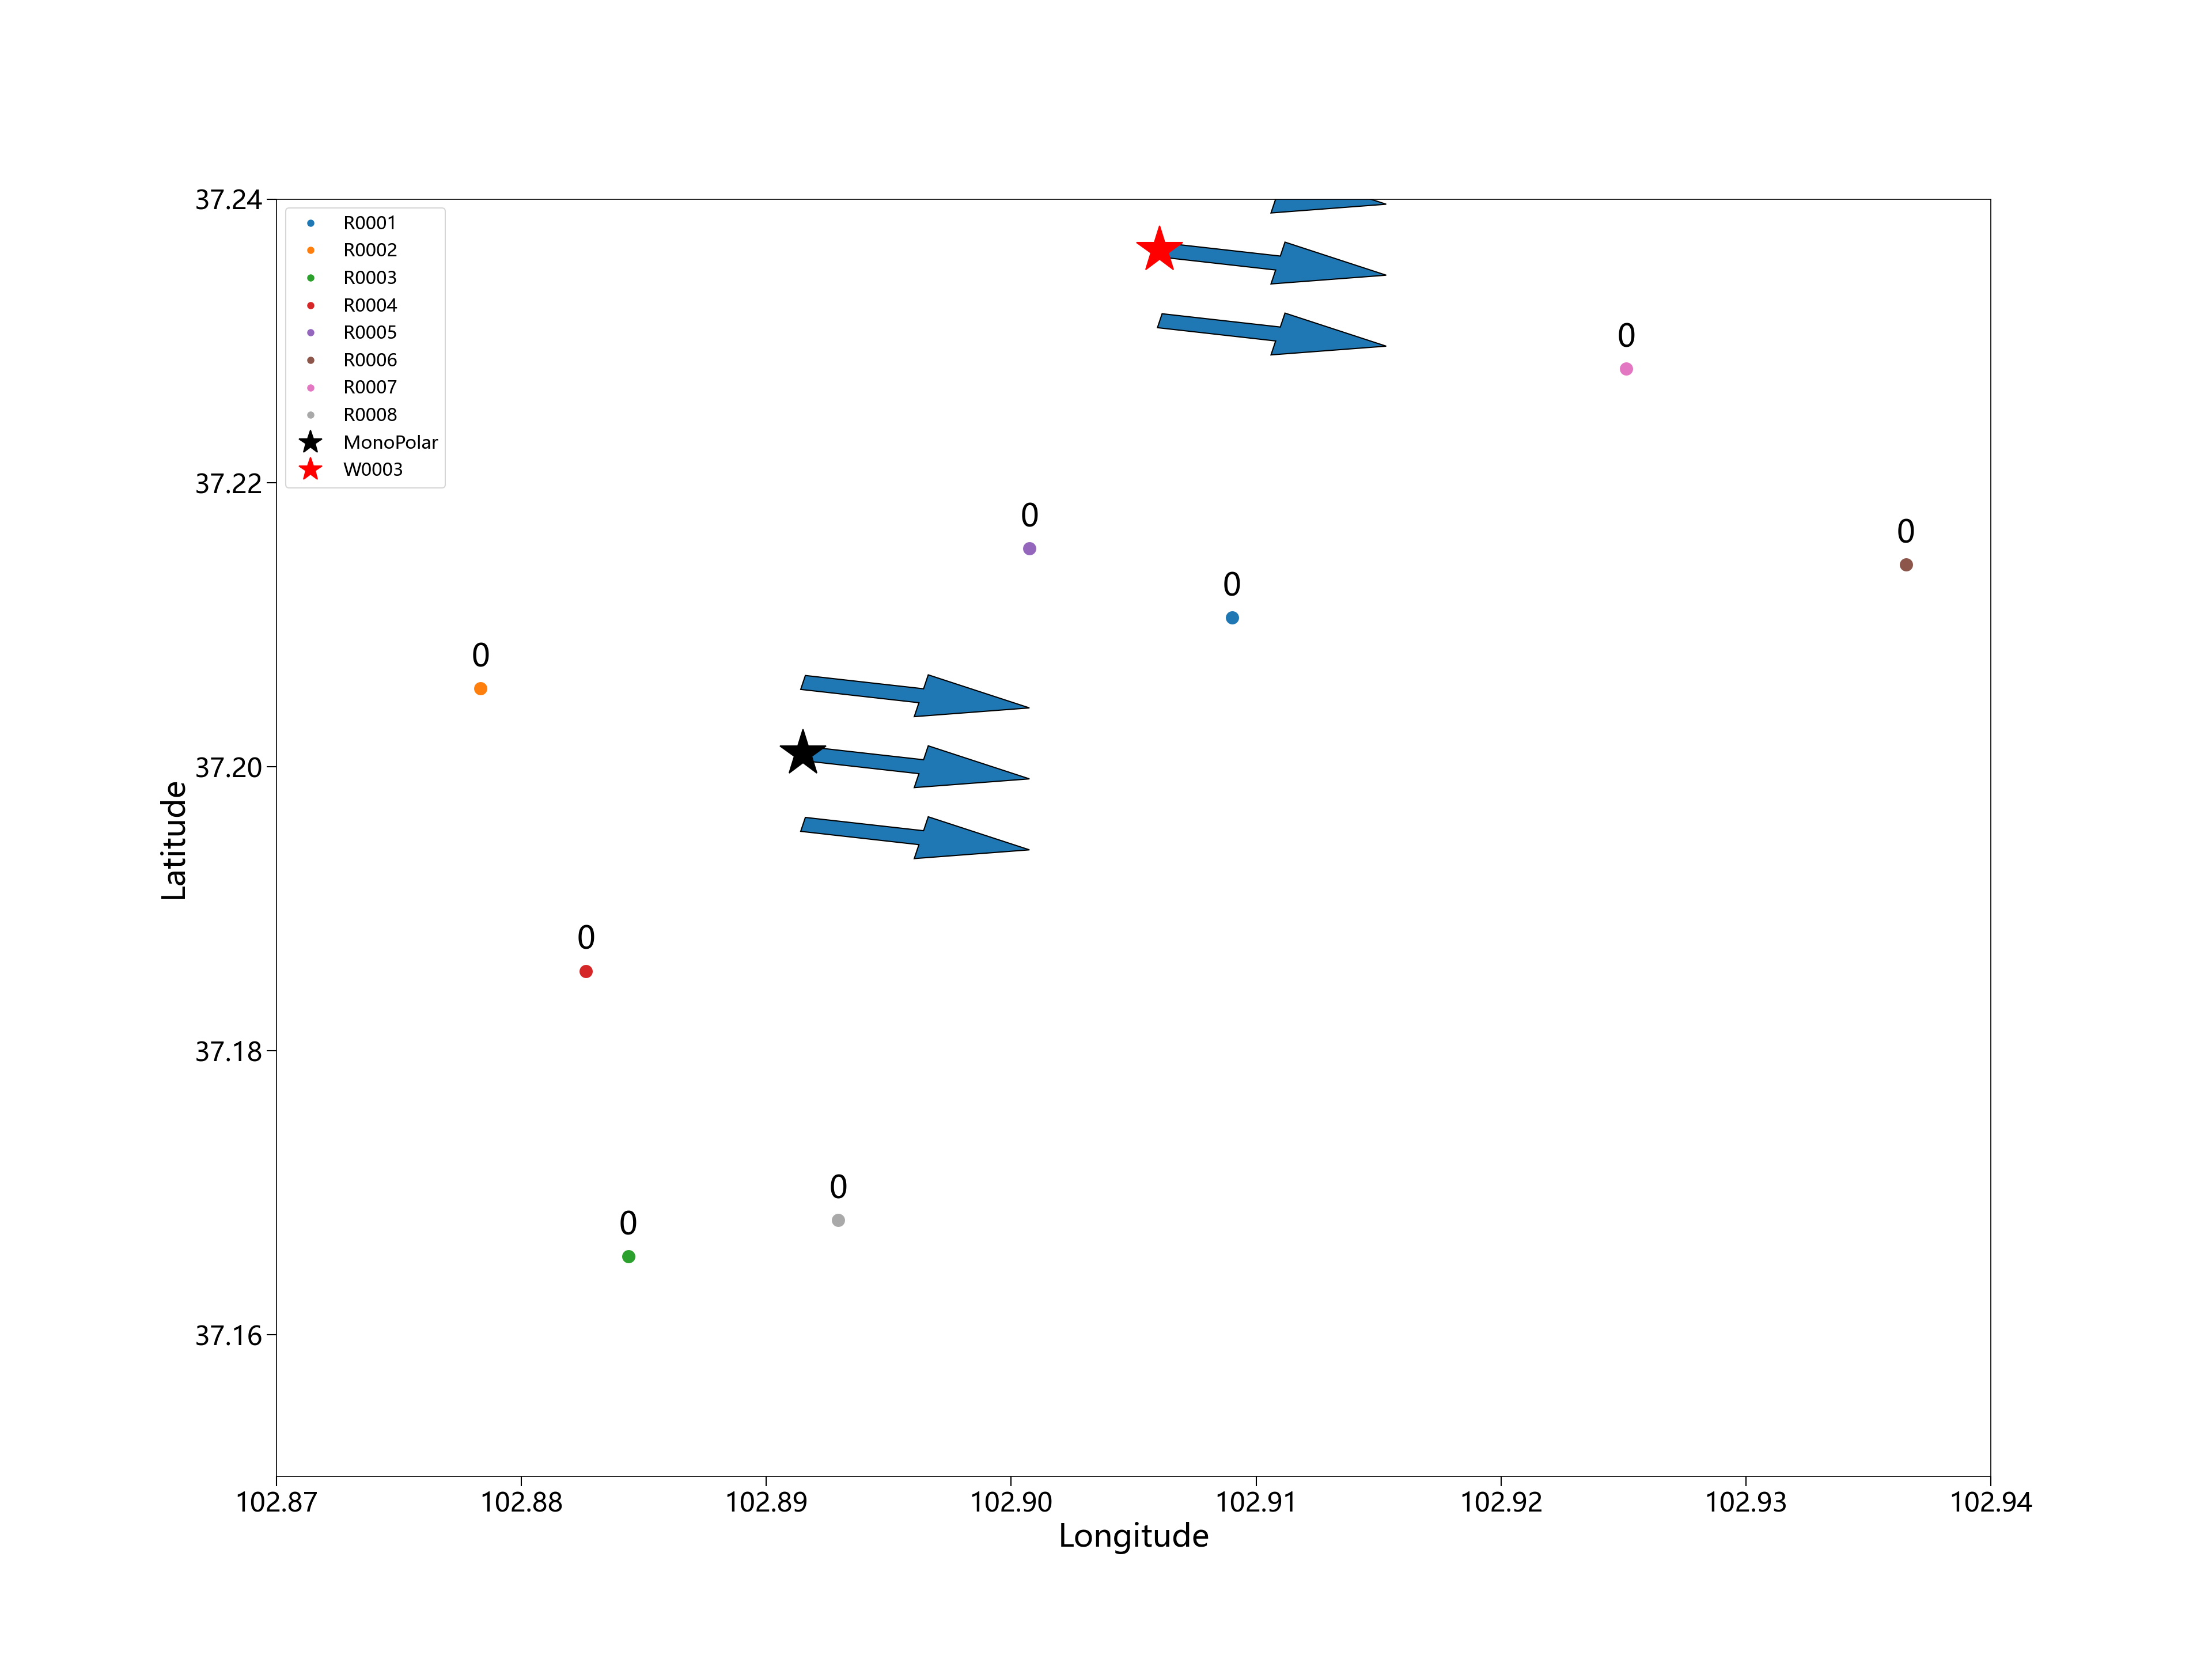 37.24
R0001
R0002
R0003
R0004
R0005
R0006
R0007
R0008
MonoPolar
W0003
0
37.22
0
0
0
0
37.20
Latitude
0
37.18
0
0
37.16
102.87 102.88 102.89 102.90 102.91 102.92 102.93 102.94
Longitude